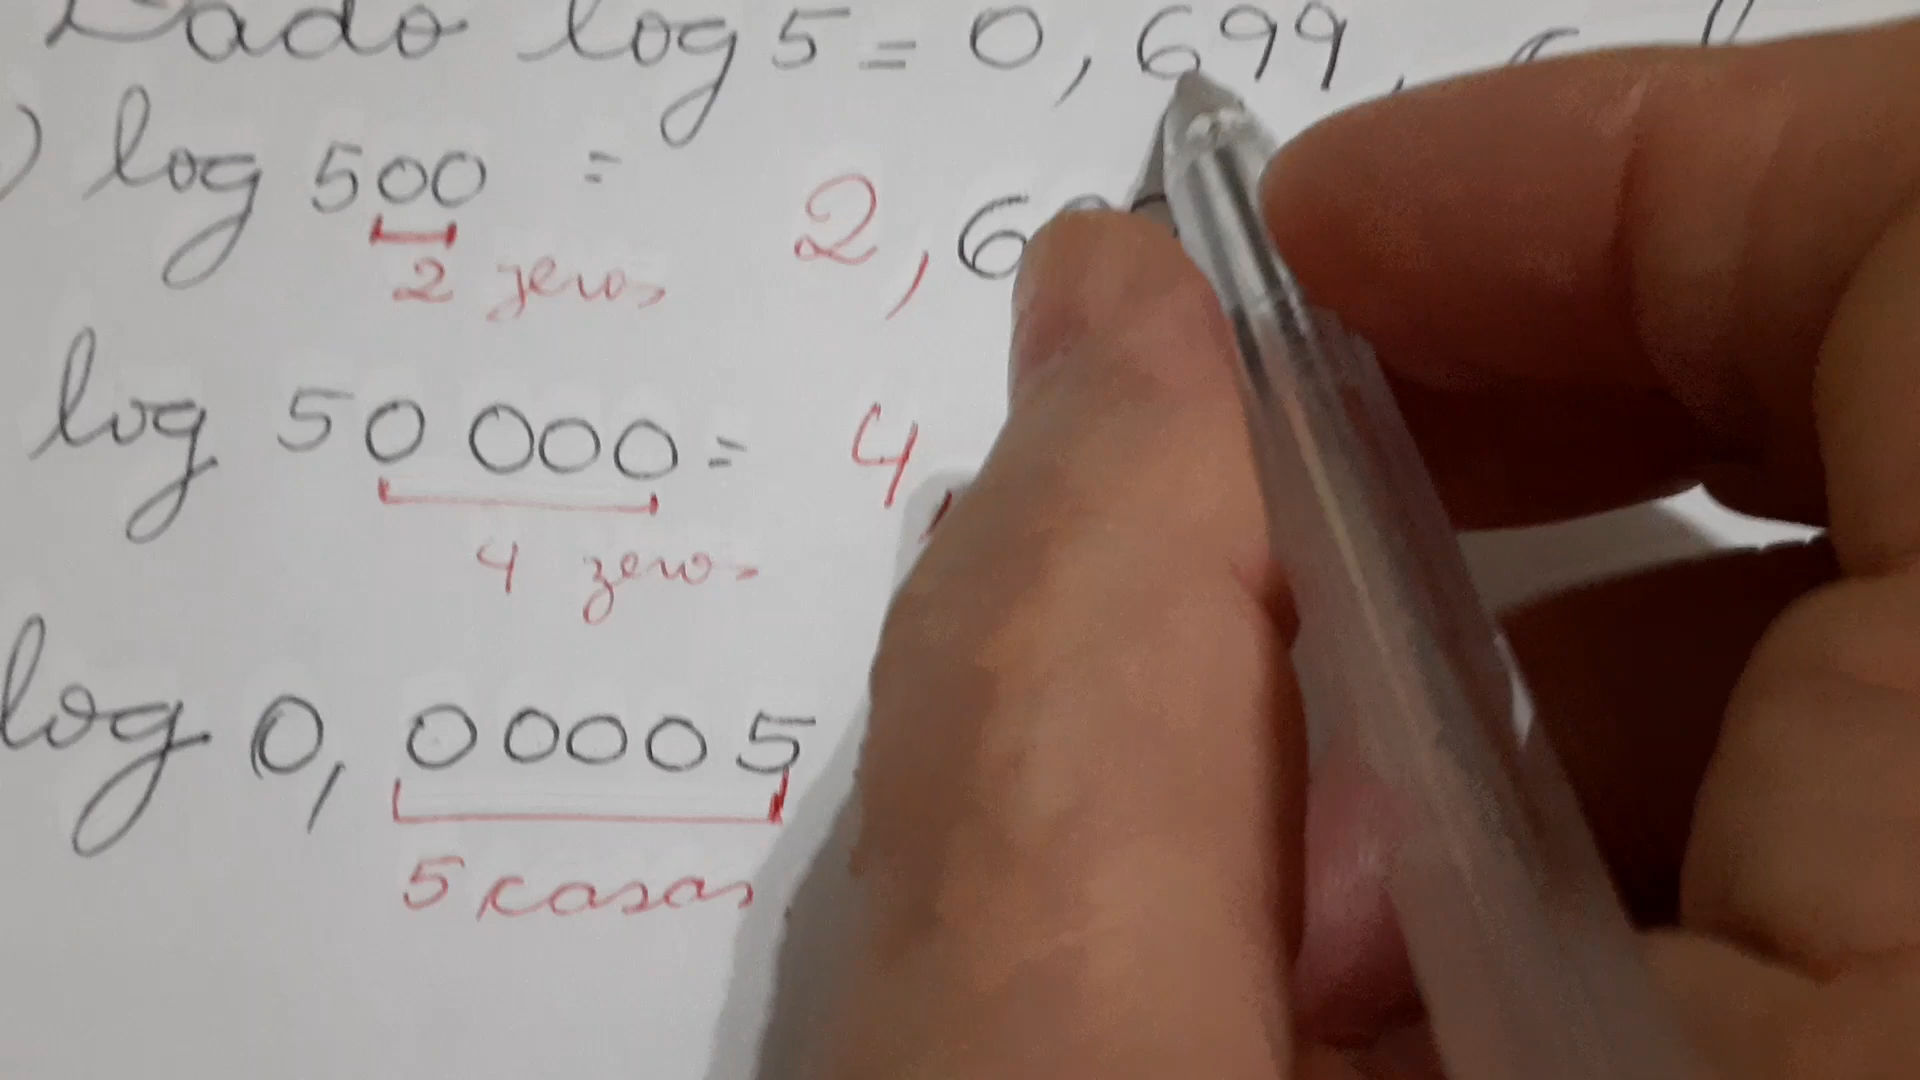 Dado log 5 = 0,699,
) log 500 = 2,6
2 zeros
log 50 000 = 4,
4 zeros
log 0,00005
5 casas